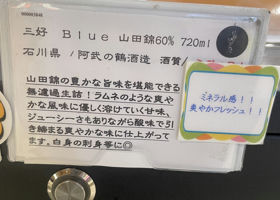 三好 Blue 山田錦60% 720ml
石川県 / 阿武の鶴酒造 酒質/
山田錦の豊かな旨味を堪能できる
無濾過生詰！ラムネのような爽や
かな風味に優しく溶けていく甘味、
ジューシーさもありながら酸味で引
き締まる爽やかな味に仕上がって
ます。白身の刺身等に◎
ミネラル感！！
爽やかフレッシュ！！